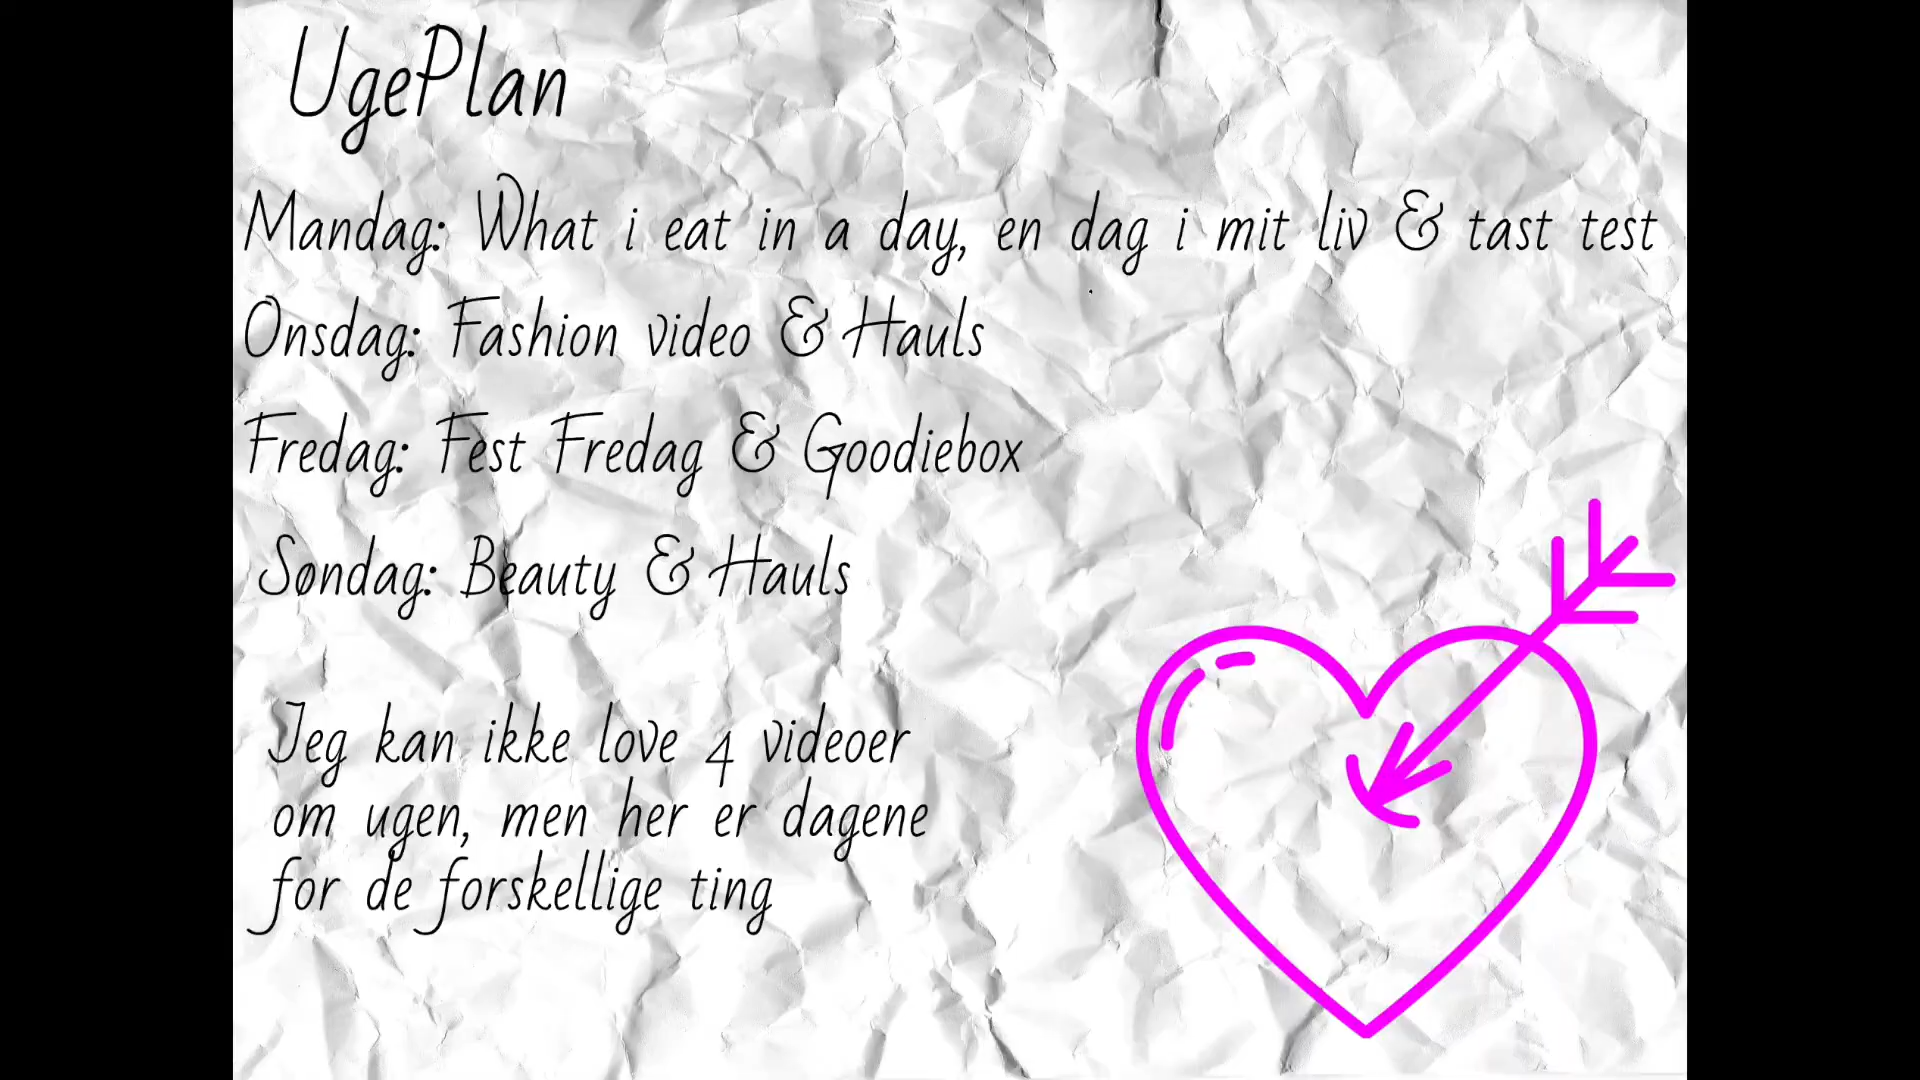 UgePlan
Mandag: What i eat in a day, en dag i mit liv & tast test
Onsdag: Fashion video & Hauls
Fredag: Fest Fredag & Goodiebox
Søndag: Beauty & Hauls
Jeg kan ikke love 4 videoer
om ugen, men her er dagene
for de forskellige ting